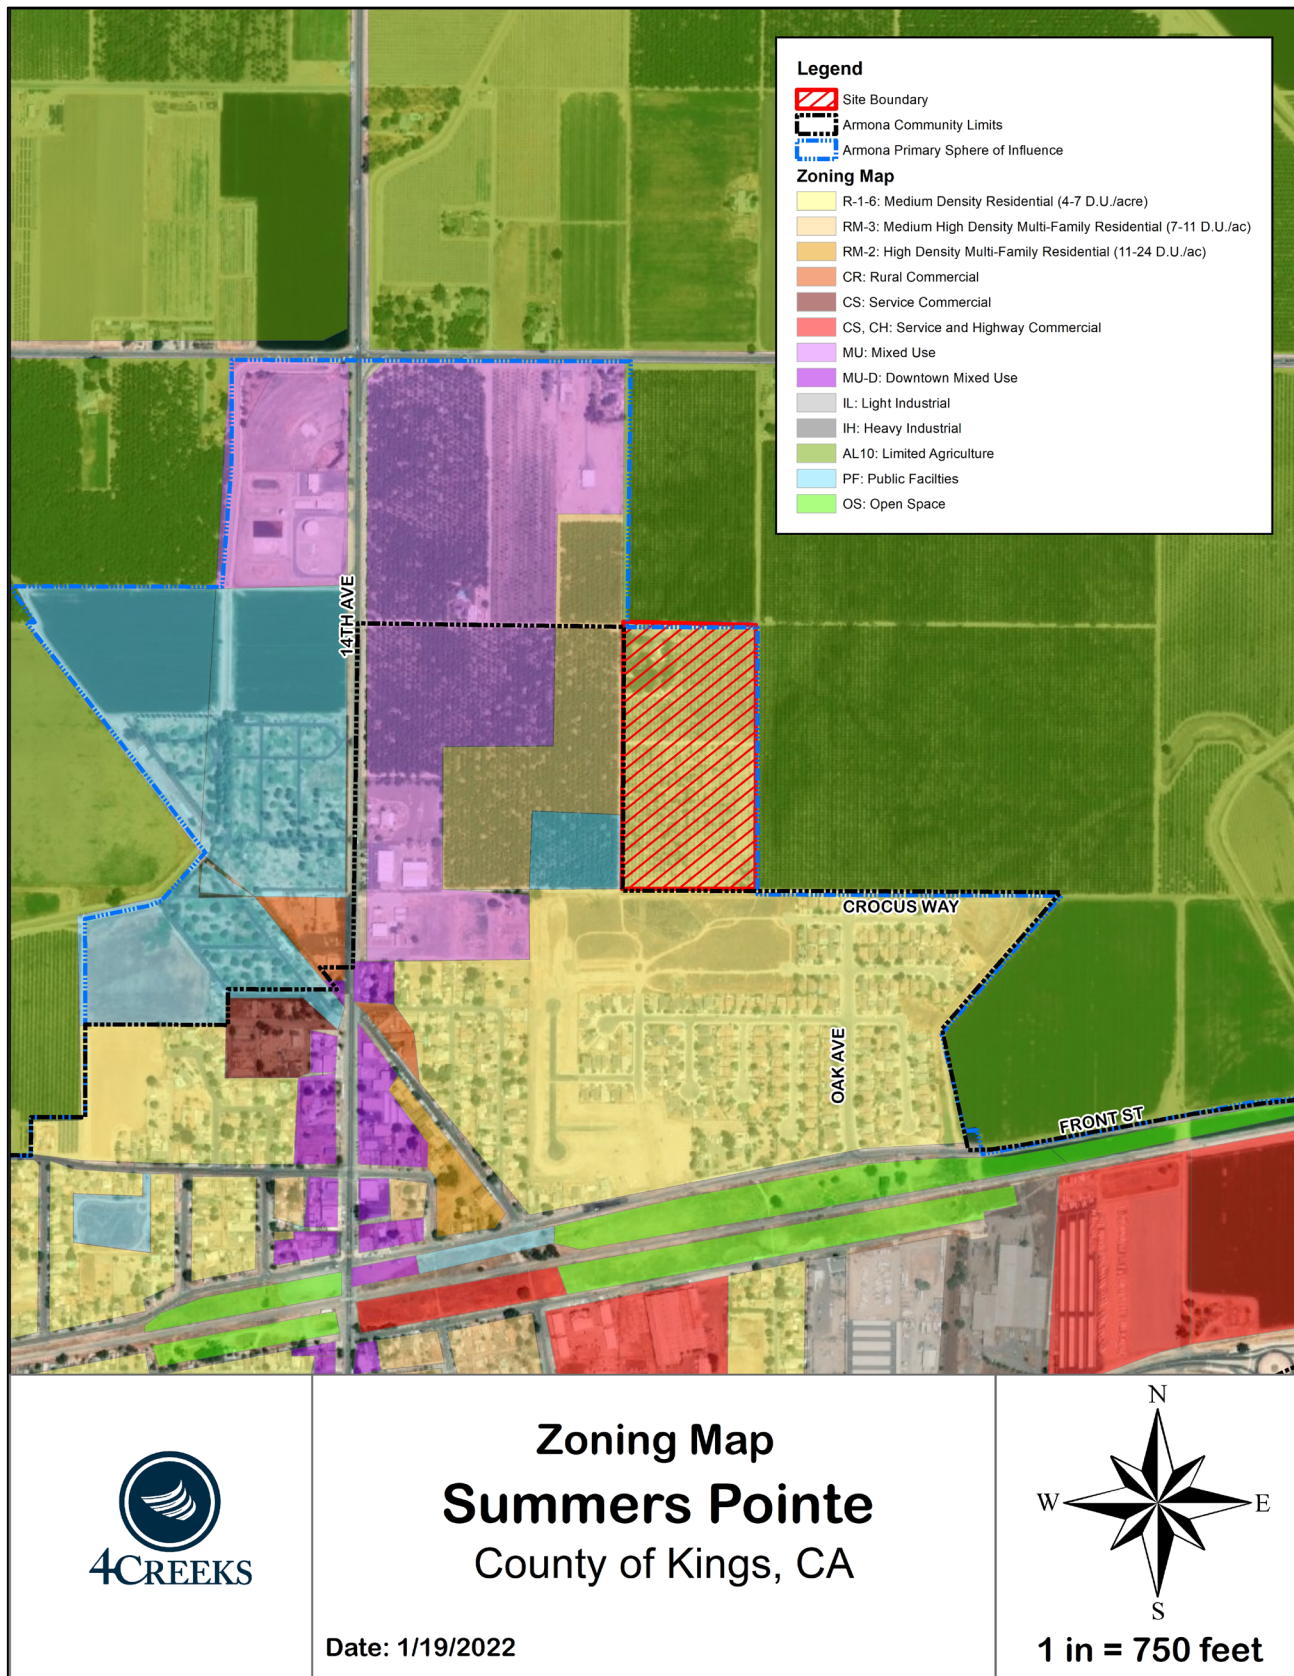 Legend
Site Boundary
Armona Community Limits
Armona Primary Sphere of Influence
Zoning Map
R-1-6: Medium Density Residential (4-7 D.U./acre)
RM-3: Medium High Density Multi-Family Residential (7-11 D.U./ac)
RM-2: High Density Multi-Family Residential (11-24 D.U./ac)
CR: Rural Commercial
CS: Service Commercial
CS, CH: Service and Highway Commercial
MU: Mixed Use
MU-D: Downtown Mixed Use
IL: Light Industrial
IH: Heavy Industrial
AL10: Limited Agriculture
PF: Public Facilties
OS: Open Space
14TH AVE
CROCUS WAY
OAK AVE
FRONT ST
4CREEKS
Zoning Map
Summers Pointe
County of Kings, CA
Date: 1/19/2022
N
W
E
S
1 in = 750 feet